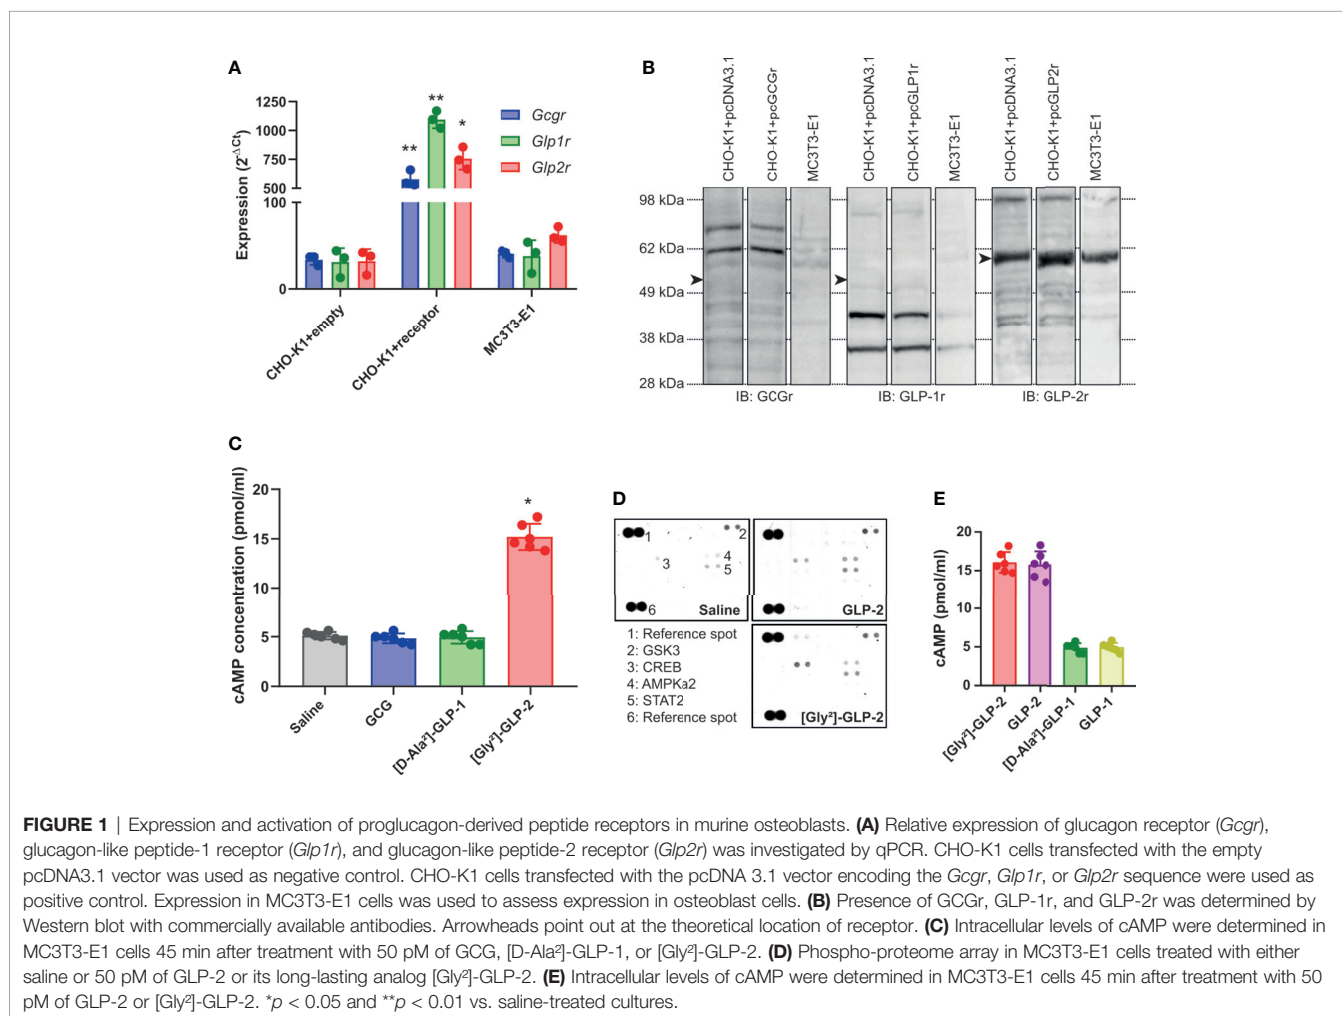 A
Expression (2⁻ᐃ ᶜᵗ)
1250
1000
750
500
100
0
**
**
*
Gcgr
Glp1r
Glp2r
CHO-K1+empty
CHO-K1+receptor
MC3T3-E1
B
CHO-K1+pcDNA3.1
CHO-K1+pcGCGr
MC3T3-E1
CHO-K1+pcDNA3.1
CHO-K1+pcGLP1r
MC3T3-E1
CHO-K1+pcDNA3.1
CHO-K1+pcGLP2r
MC3T3-E1
98 kDa
62 kDa
49 kDa
38 kDa
28 kDa
IB: GCGr
IB: GLP-1r
IB: GLP-2r
C
cAMP concentration (pmol/ml)
20
15
10
5
0
*
Saline
GCG
[D-Ala²]-GLP-1
[Gly²]-GLP-2
D
1
2
3
4
5
6
Saline
GLP-2
[Gly²]-GLP-2
1: Reference spot
2: GSK3
3: CREB
4: AMPKa2
5: STAT2
6: Reference spot
E
cAMP (pmol/ml)
20
15
10
5
0
[Gly²]-GLP-2
GLP-2
[D-Ala²]-GLP-1
GLP-1
FIGURE 1 | Expression and activation of proglucagon-derived peptide receptors in murine osteoblasts. (A) Relative expression of glucagon receptor (Gcgr),
glucagon-like peptide-1 receptor (Glp1r), and glucagon-like peptide-2 receptor (Glp2r) was investigated by qPCR. CHO-K1 cells transfected with the empty
pcDNA3.1 vector was used as negative control. CHO-K1 cells transfected with the pcDNA 3.1 vector encoding the Gcgr, Glp1r, or Glp2r sequence were used as
positive control. Expression in MC3T3-E1 cells was used to assess expression in osteoblast cells. (B) Presence of GCGr, GLP-1r, and GLP-2r was determined by
Western blot with commercially available antibodies. Arrowheads point out at the theoretical location of receptor. (C) Intracellular levels of cAMP were determined in
MC3T3-E1 cells 45 min after treatment with 50 pM of GCG, [D-Ala²]-GLP-1, or [Gly²]-GLP-2. (D) Phospho-proteome array in MC3T3-E1 cells treated with either
saline or 50 pM of GLP-2 or its long-lasting analog [Gly²]-GLP-2. (E) Intracellular levels of cAMP were determined in MC3T3-E1 cells 45 min after treatment with 50
pM of GLP-2 or [Gly²]-GLP-2. *p < 0.05 and **p < 0.01 vs. saline-treated cultures.